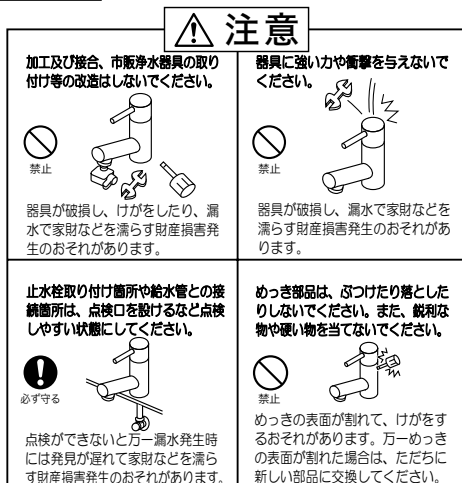 注意
加工及び接合、市販浄水器具の取り
付け等の改造はしないでください。
禁止
器具が破損し、けがをしたり、漏
水で家財などを濡らす財産損害発
生のおそれがあります。
器具に強い力や衝撃を与えないで
ください。
禁止
器具が破損し、漏水で家財などを
濡らす財産損害発生のおそれがあ
ります。
止水栓取り付け箇所や給水管との接
続箇所は、点検口を設けるなど点検
しやすい状態にしてください。
必ず守る
点検ができないと万一漏水発生時
には発見が遅れて家財などを濡ら
す財産損害発生のおそれがあります。
めっき部品は、ぶつけたり落とした
りしないでください。また、鋭利な
物や硬い物を当てないでください。
禁止
めっきの表面が割れて、けがをす
るおそれがあります。万一めっき
の表面が割れた場合は、ただちに
新しい部品に交換してください。